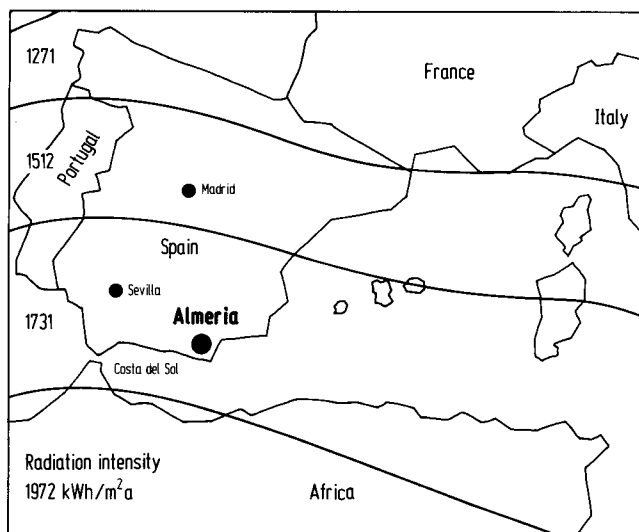 1271
France
Italy
1512
Portugal
Madrid
Spain
Sevilla
1731
Almeria
Costa del Sol
Radiation intensity
1972 kWh/m²a
Africa